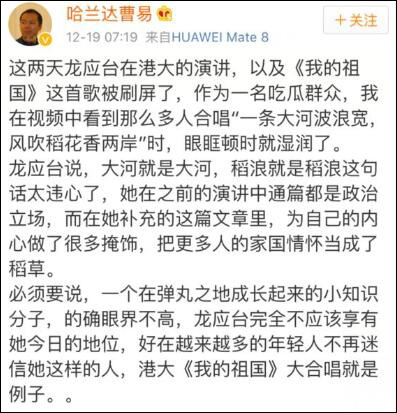 哈兰达曹易
12-19 07:19 来自HUAWEI Mate 8
+关注
这两天龙应台在港大的演讲，以及《我的祖
国》这首歌被刷屏了，作为一名吃瓜群众，我
在视频中看到那么多人合唱“一条大河波浪宽，
风吹稻花香两岸”时，眼眶顿时就湿润了。
龙应台说，大河就是大河，稻浪就是稻浪这句
话太违心了，她在之前的演讲中通篇都是政治
立场，而在她补充的这篇文章里，为自己的内
心做了很多掩饰，把更多人的家国情怀当成了
稻草。
必须要说，一个在弹丸之地成长起来的小知识
分子，的确眼界不高，龙应台完全不应该享有
她今日的地位，好在越来越多的年轻人不再迷
信她这样的人，港大《我的祖国》大合唱就是
例子。。